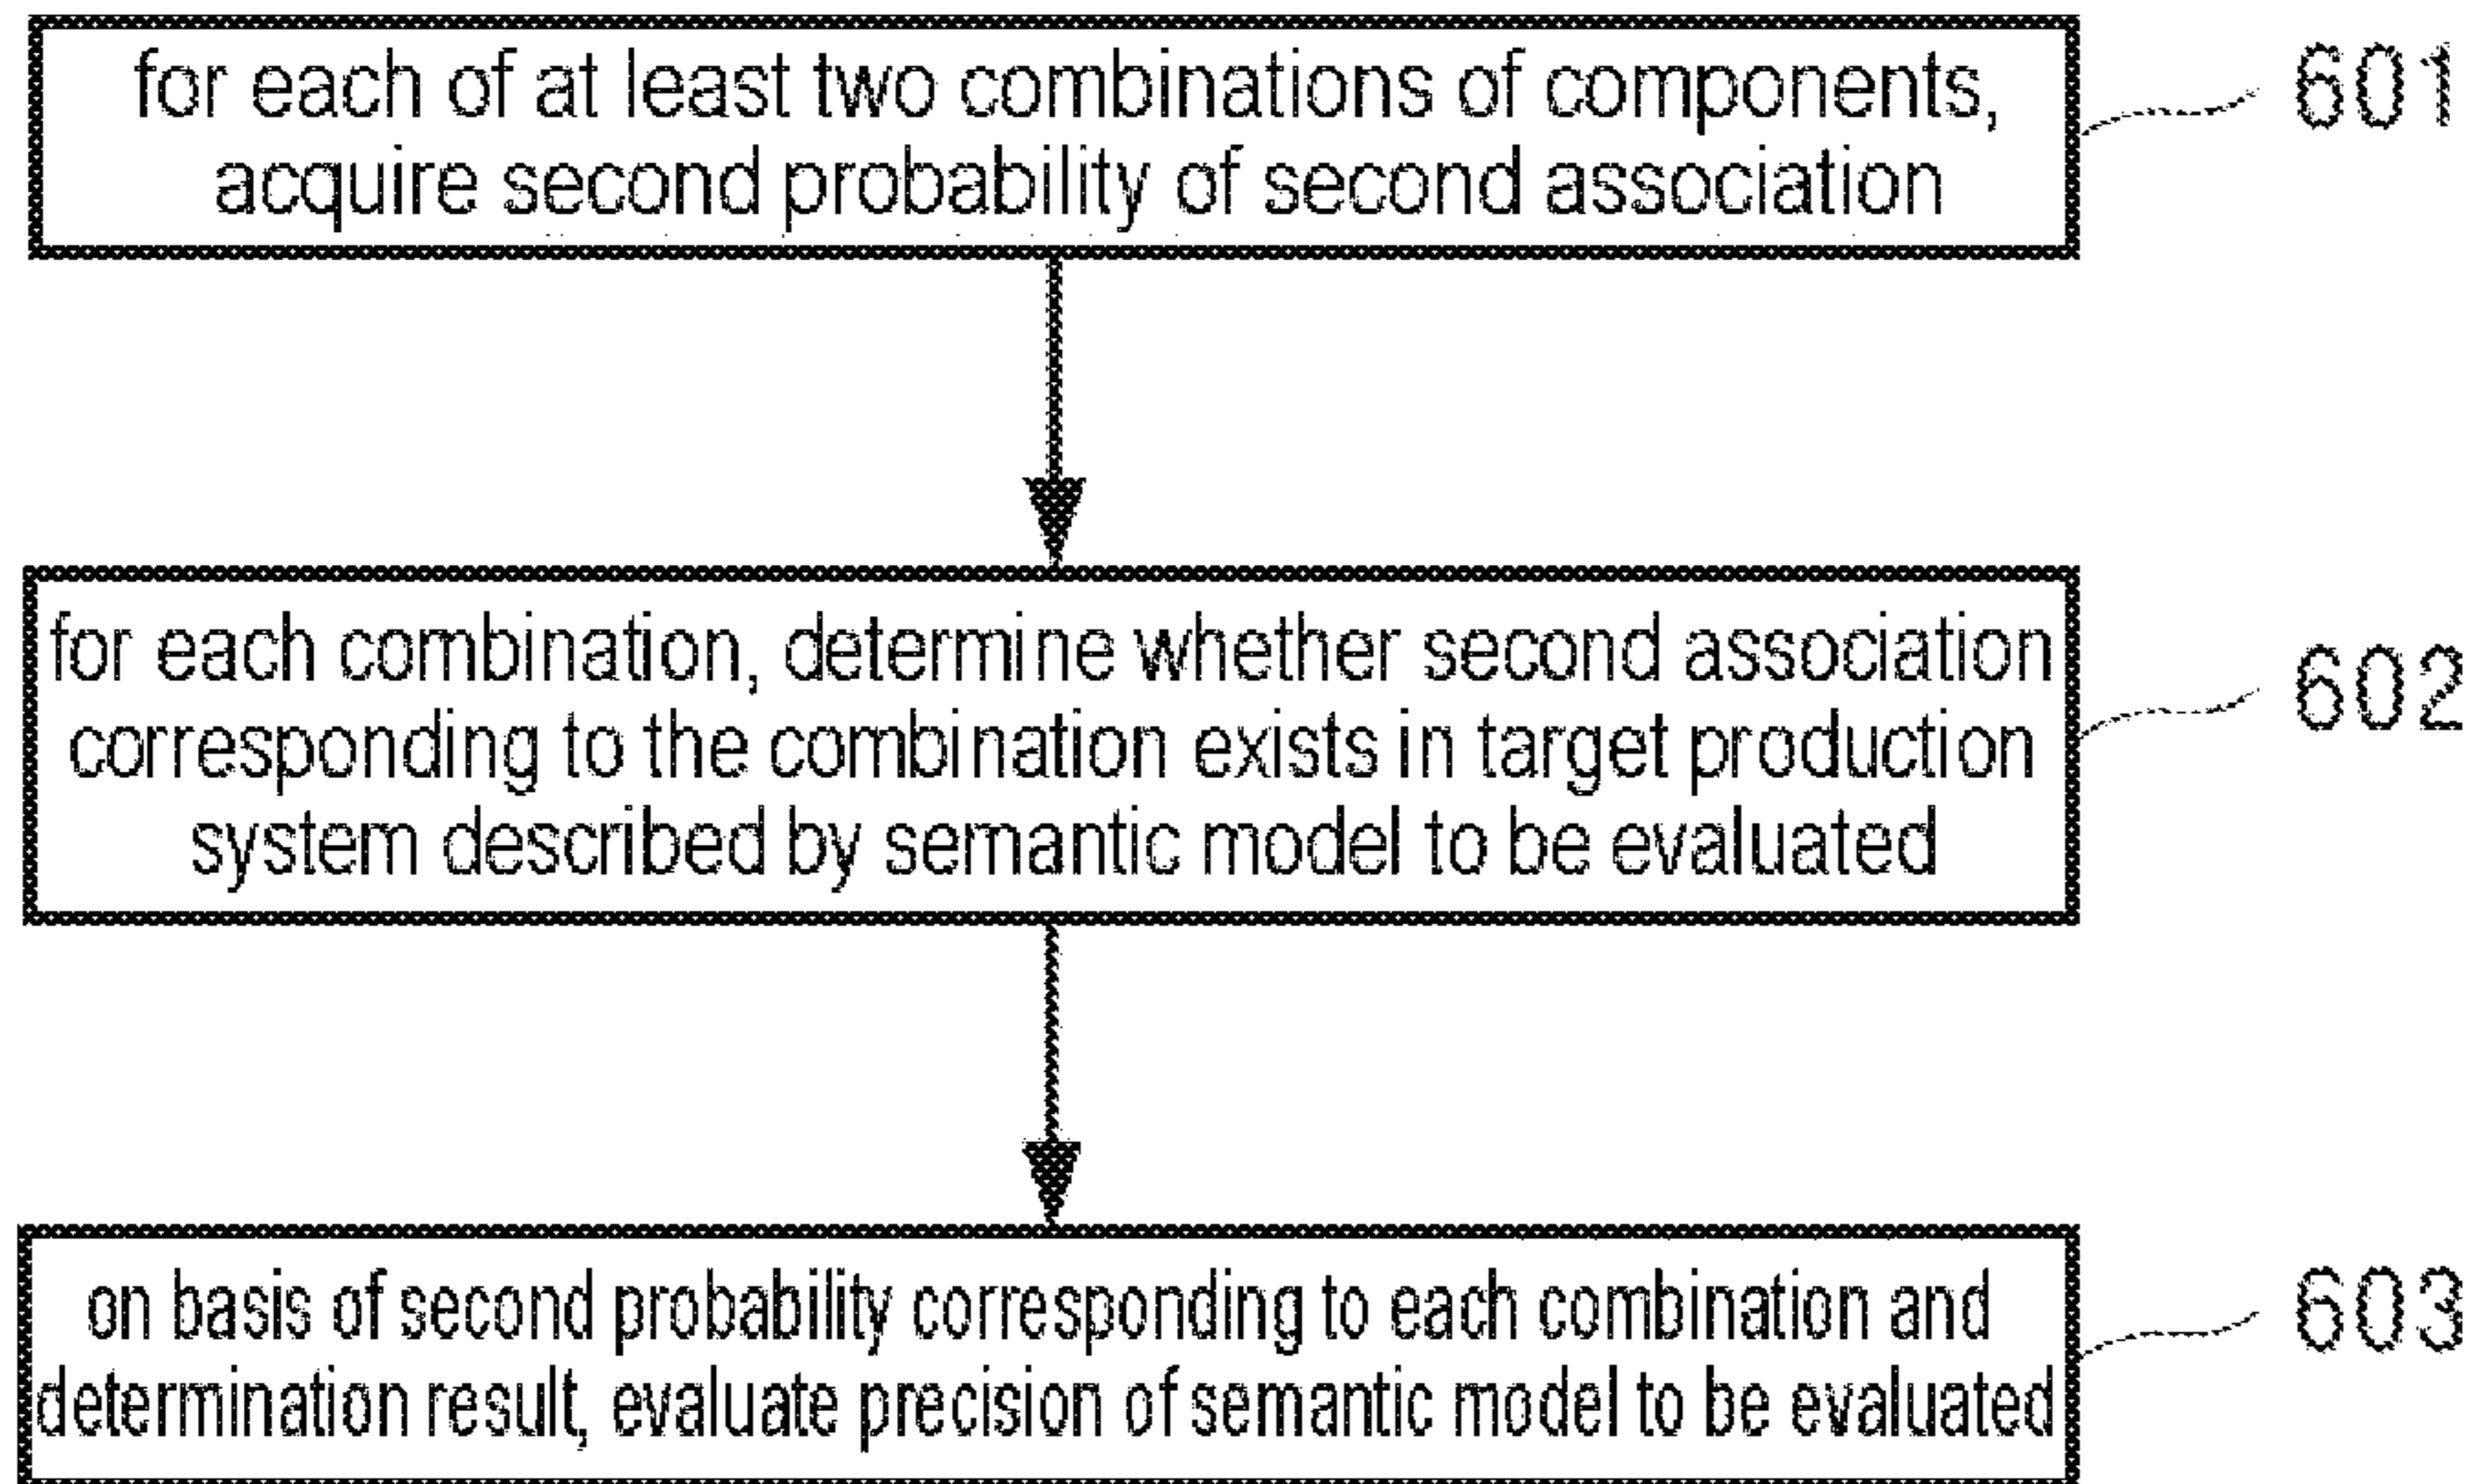 for each of at least two combinations of components,
acquire second probability of second association
601
for each combination, determine whether second association
corresponding to the combination exists in target production
system described by semantic model to be evaluated
602
on basis of second probability corresponding to each combination and
determination result, evaluate precision of semantic model to be evaluated
603